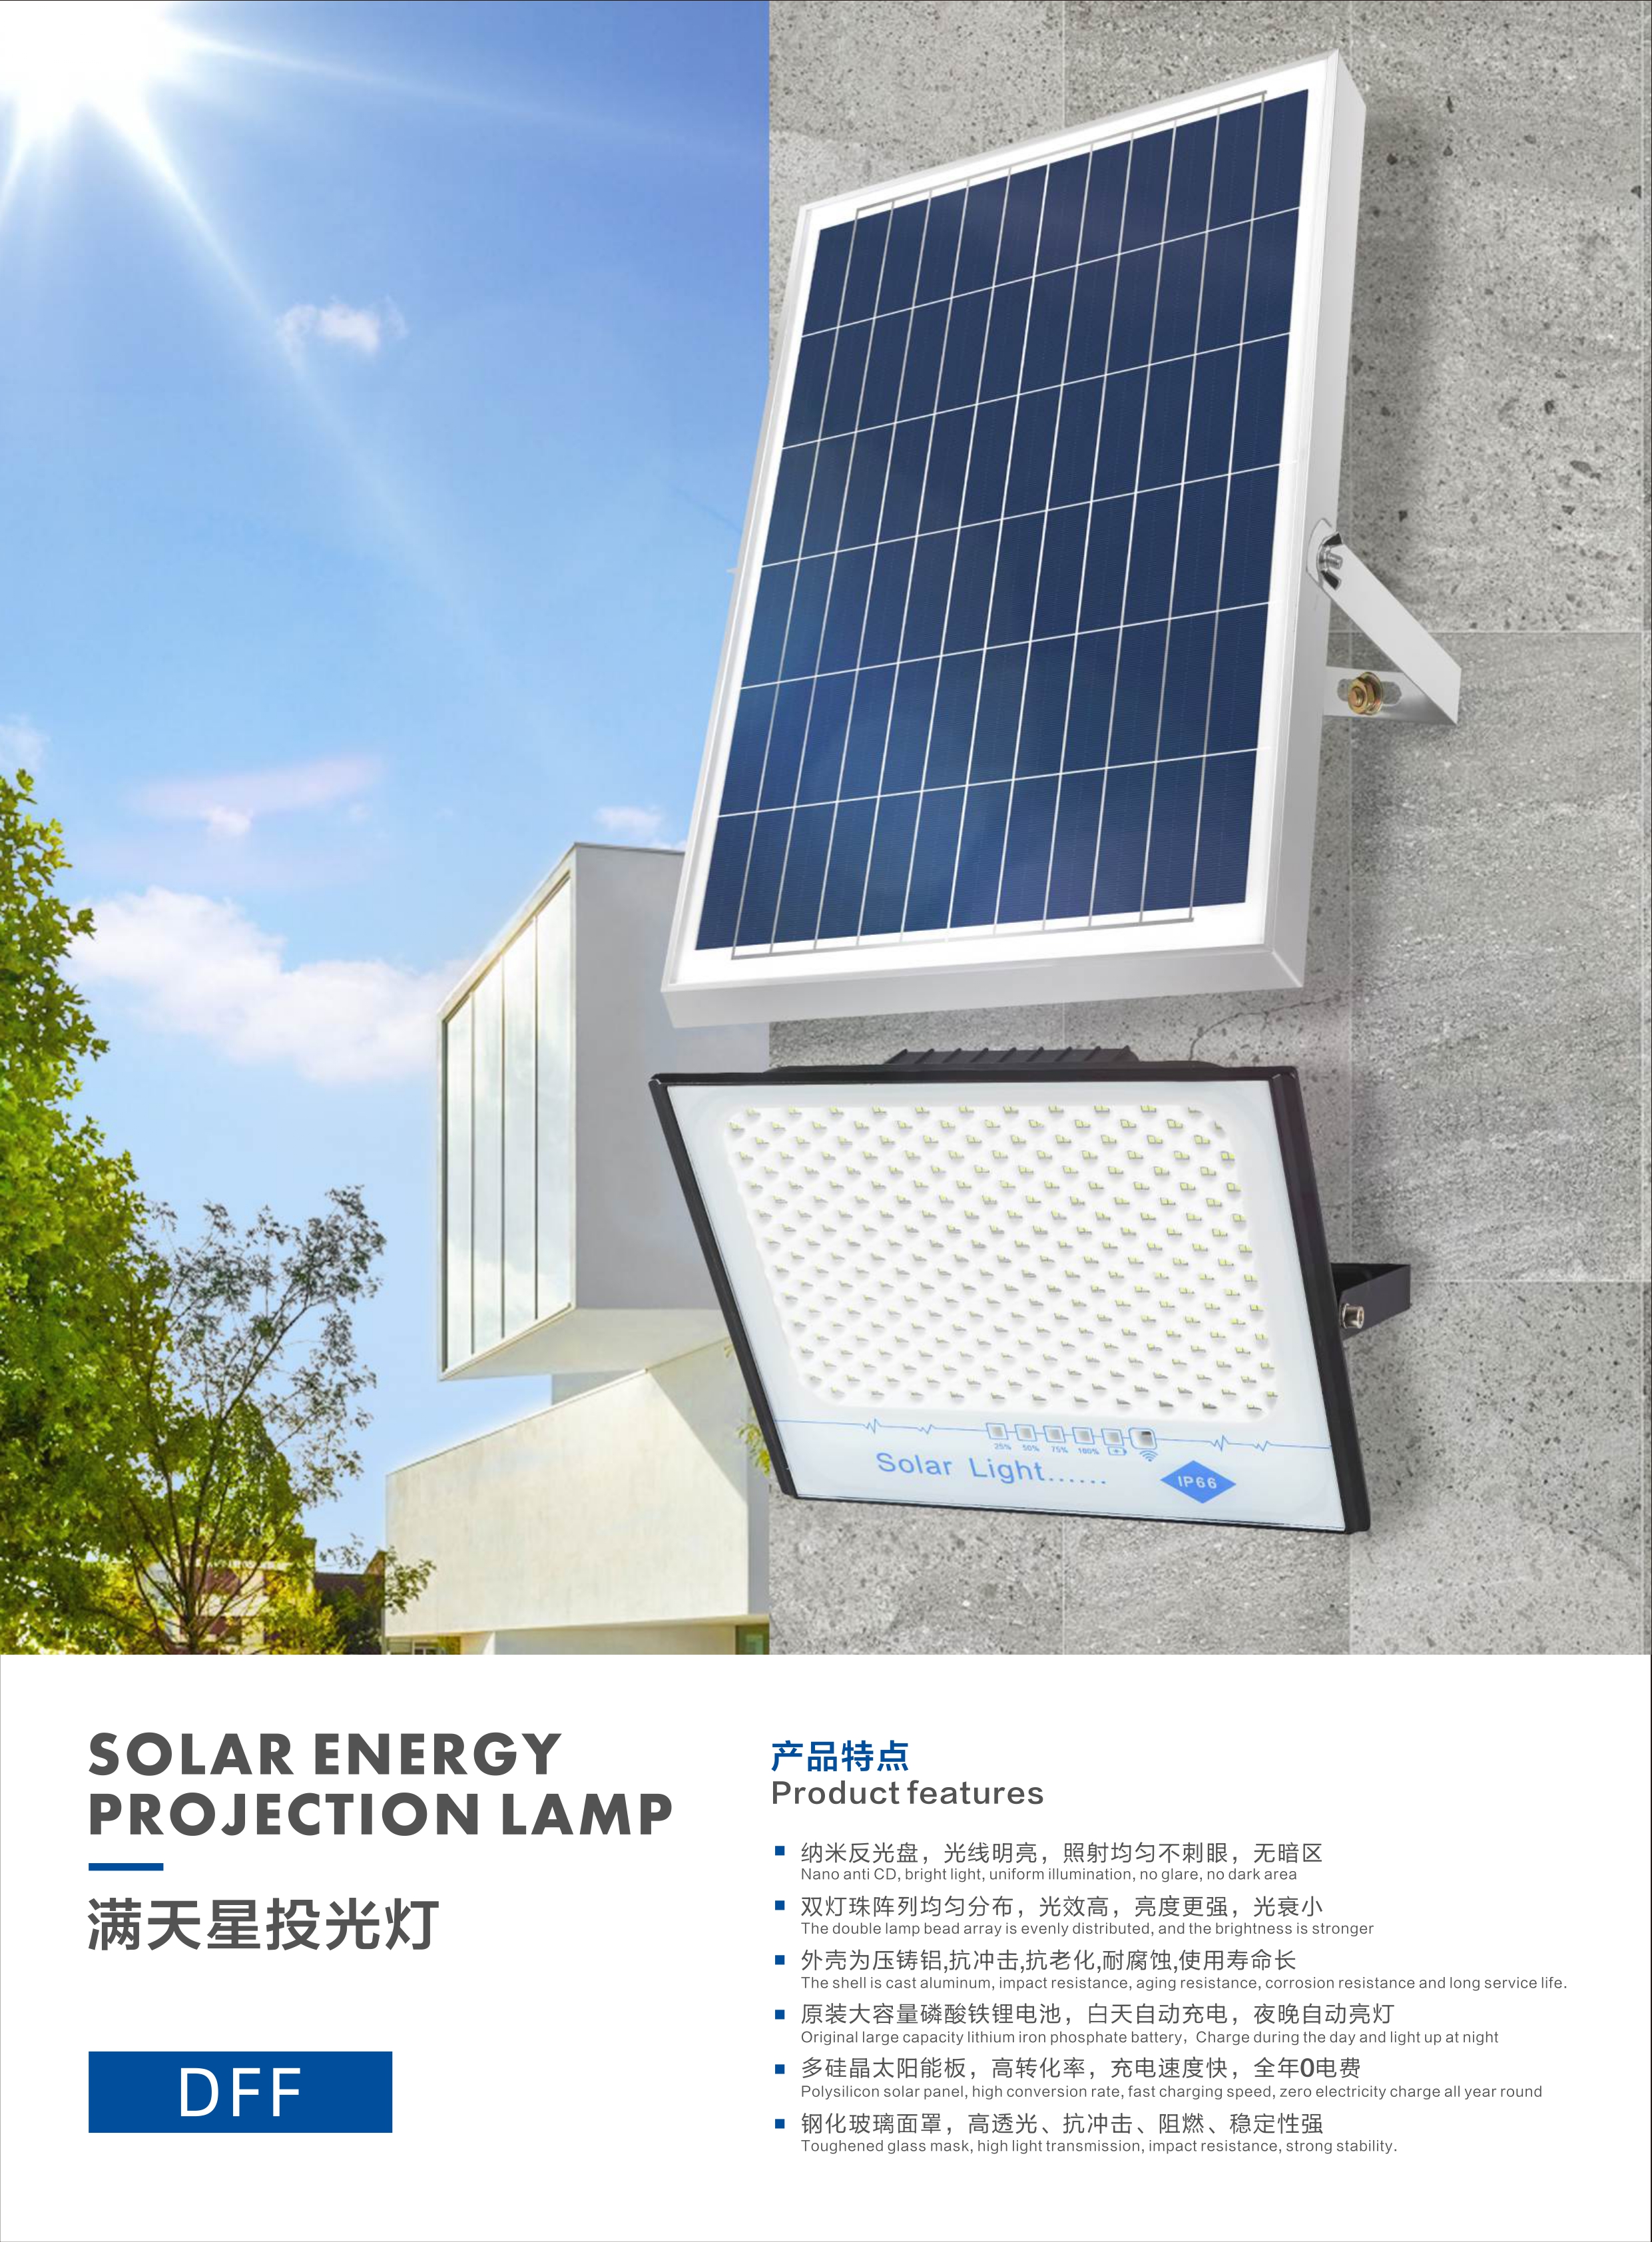 25% 50% 75% 100%
Solar Light......
IP66
SOLAR ENERGY
PROJECTION LAMP
满天星投光灯
DFF
产品特点
Product features
纳米反光盘，光线明亮，照射均匀不刺眼，无暗区
Nano anti CD, bright light, uniform illumination, no glare, no dark area
双灯珠阵列均匀分布，光效高，亮度更强，光衰小
The double lamp bead array is evenly distributed, and the brightness is stronger
外壳为压铸铝,抗冲击,抗老化,耐腐蚀,使用寿命长
The shell is cast aluminum, impact resistance, aging resistance, corrosion resistance and long service life.
原装大容量磷酸铁锂电池，白天自动充电，夜晚自动亮灯
Original large capacity lithium iron phosphate battery，Charge during the day and light up at night
多硅晶太阳能板，高转化率，充电速度快，全年0电费
Polysilicon solar panel, high conversion rate, fast charging speed, zero electricity charge all year round
钢化玻璃面罩，高透光、抗冲击、阻燃、稳定性强
Toughened glass mask, high light transmission, impact resistance, strong stability.